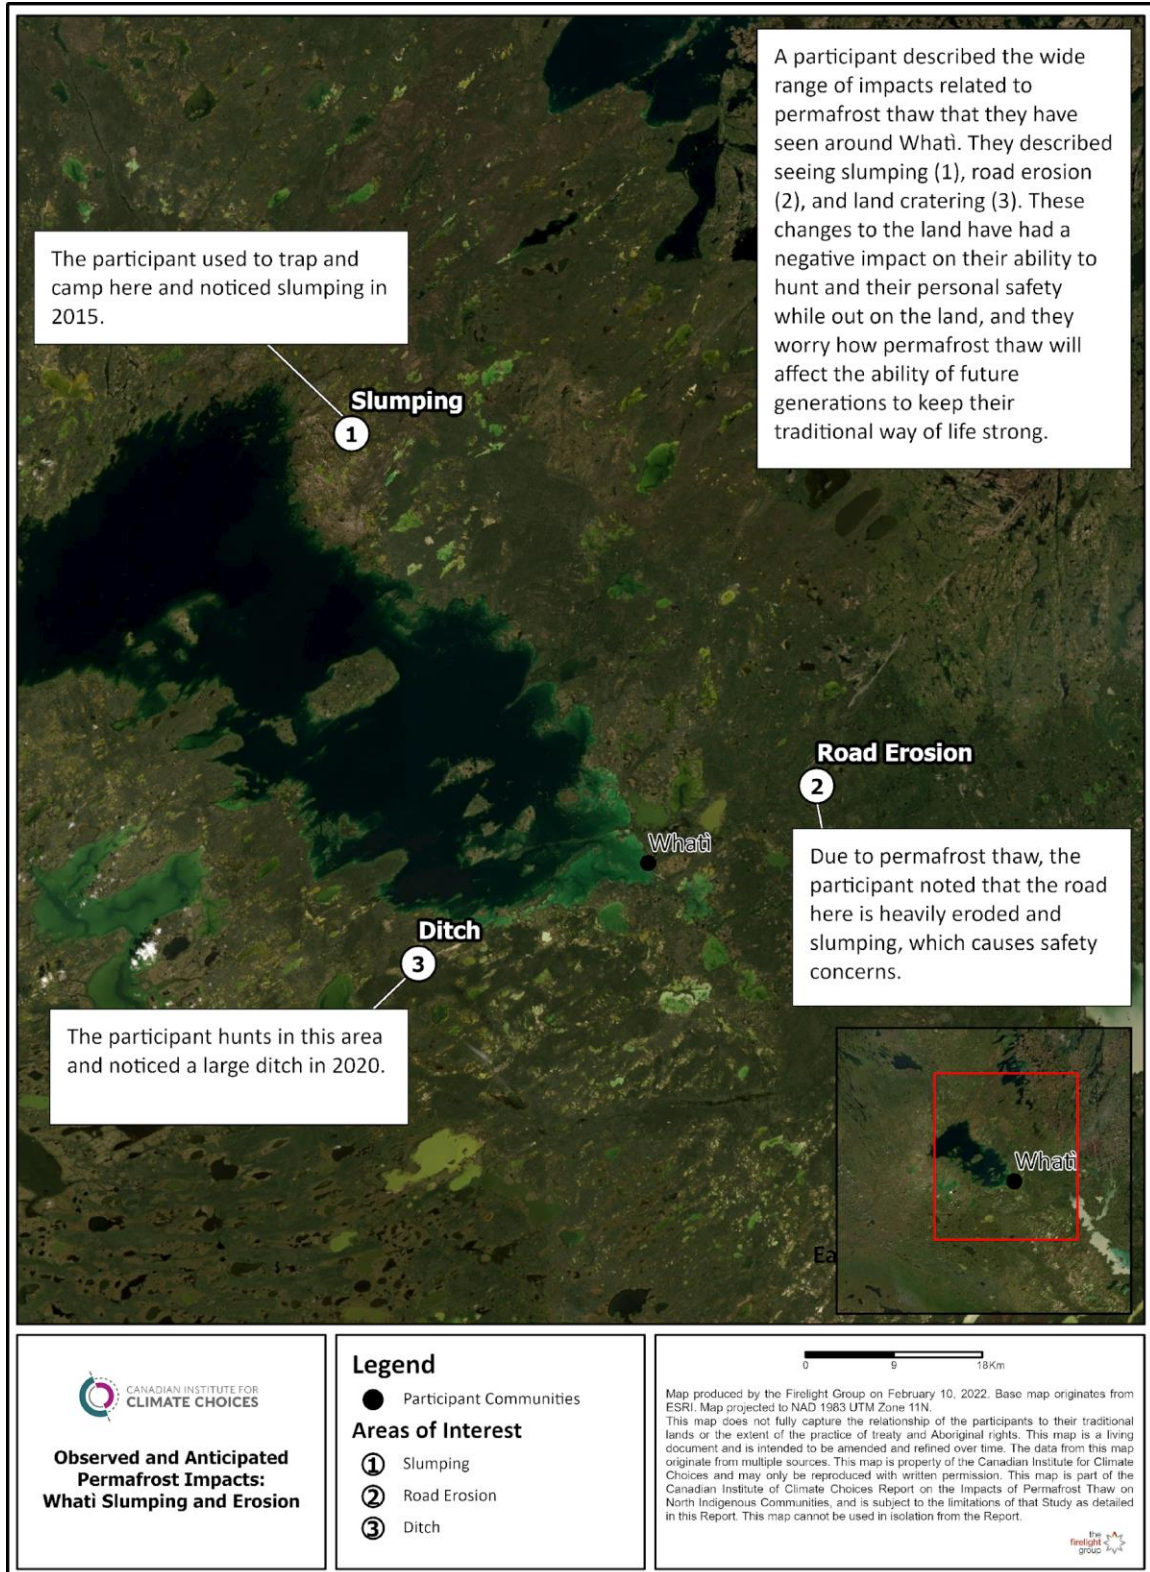 A participant described the wide
range of impacts related to
permafrost thaw that they have
seen around Whatì. They described
seeing slumping (1), road erosion
(2), and land cratering (3). These
changes to the land have had a
negative impact on their ability to
hunt and their personal safety
while out on the land, and they
worry how permafrost thaw will
affect the ability of future
generations to keep their
traditional way of life strong.
The participant used to trap and
camp here and noticed slumping in
2015.
Slumping
1
Road Erosion
2
Whatì
Due to permafrost thaw, the
participant noted that the road
here is heavily eroded and
slumping, which causes safety
concerns.
Ditch
3
The participant hunts in this area
and noticed a large ditch in 2020.
Whatì
Ea
CANADIAN INSTITUTE FOR
CLIMATE CHOICES
Observed and Anticipated
Permafrost Impacts:
Whatì Slumping and Erosion
Legend
Participant Communities
Areas of Interest
1 Slumping
2 Road Erosion
3 Ditch
0 9 18Km
Map produced by the Firelight Group on February 10, 2022. Base map originates from
ESRI. Map projected to NAD 1983 UTM Zone 11N.
This map does not fully capture the relationship of the participants to their traditional
lands or the extent of the practice of treaty and Aboriginal rights. This map is a living
document and is intended to be amended and refined over time. The data from this map
originate from multiple sources. This map is property of the Canadian Institute for Climate
Choices and may only be reproduced with written permission. This map is part of the
Canadian Institute of Climate Choices Report on the Impacts of Permafrost Thaw on
North Indigenous Communities, and is subject to the limitations of that Study as detailed
in this Report. This map cannot be used in isolation from the Report.
the
firelight
group